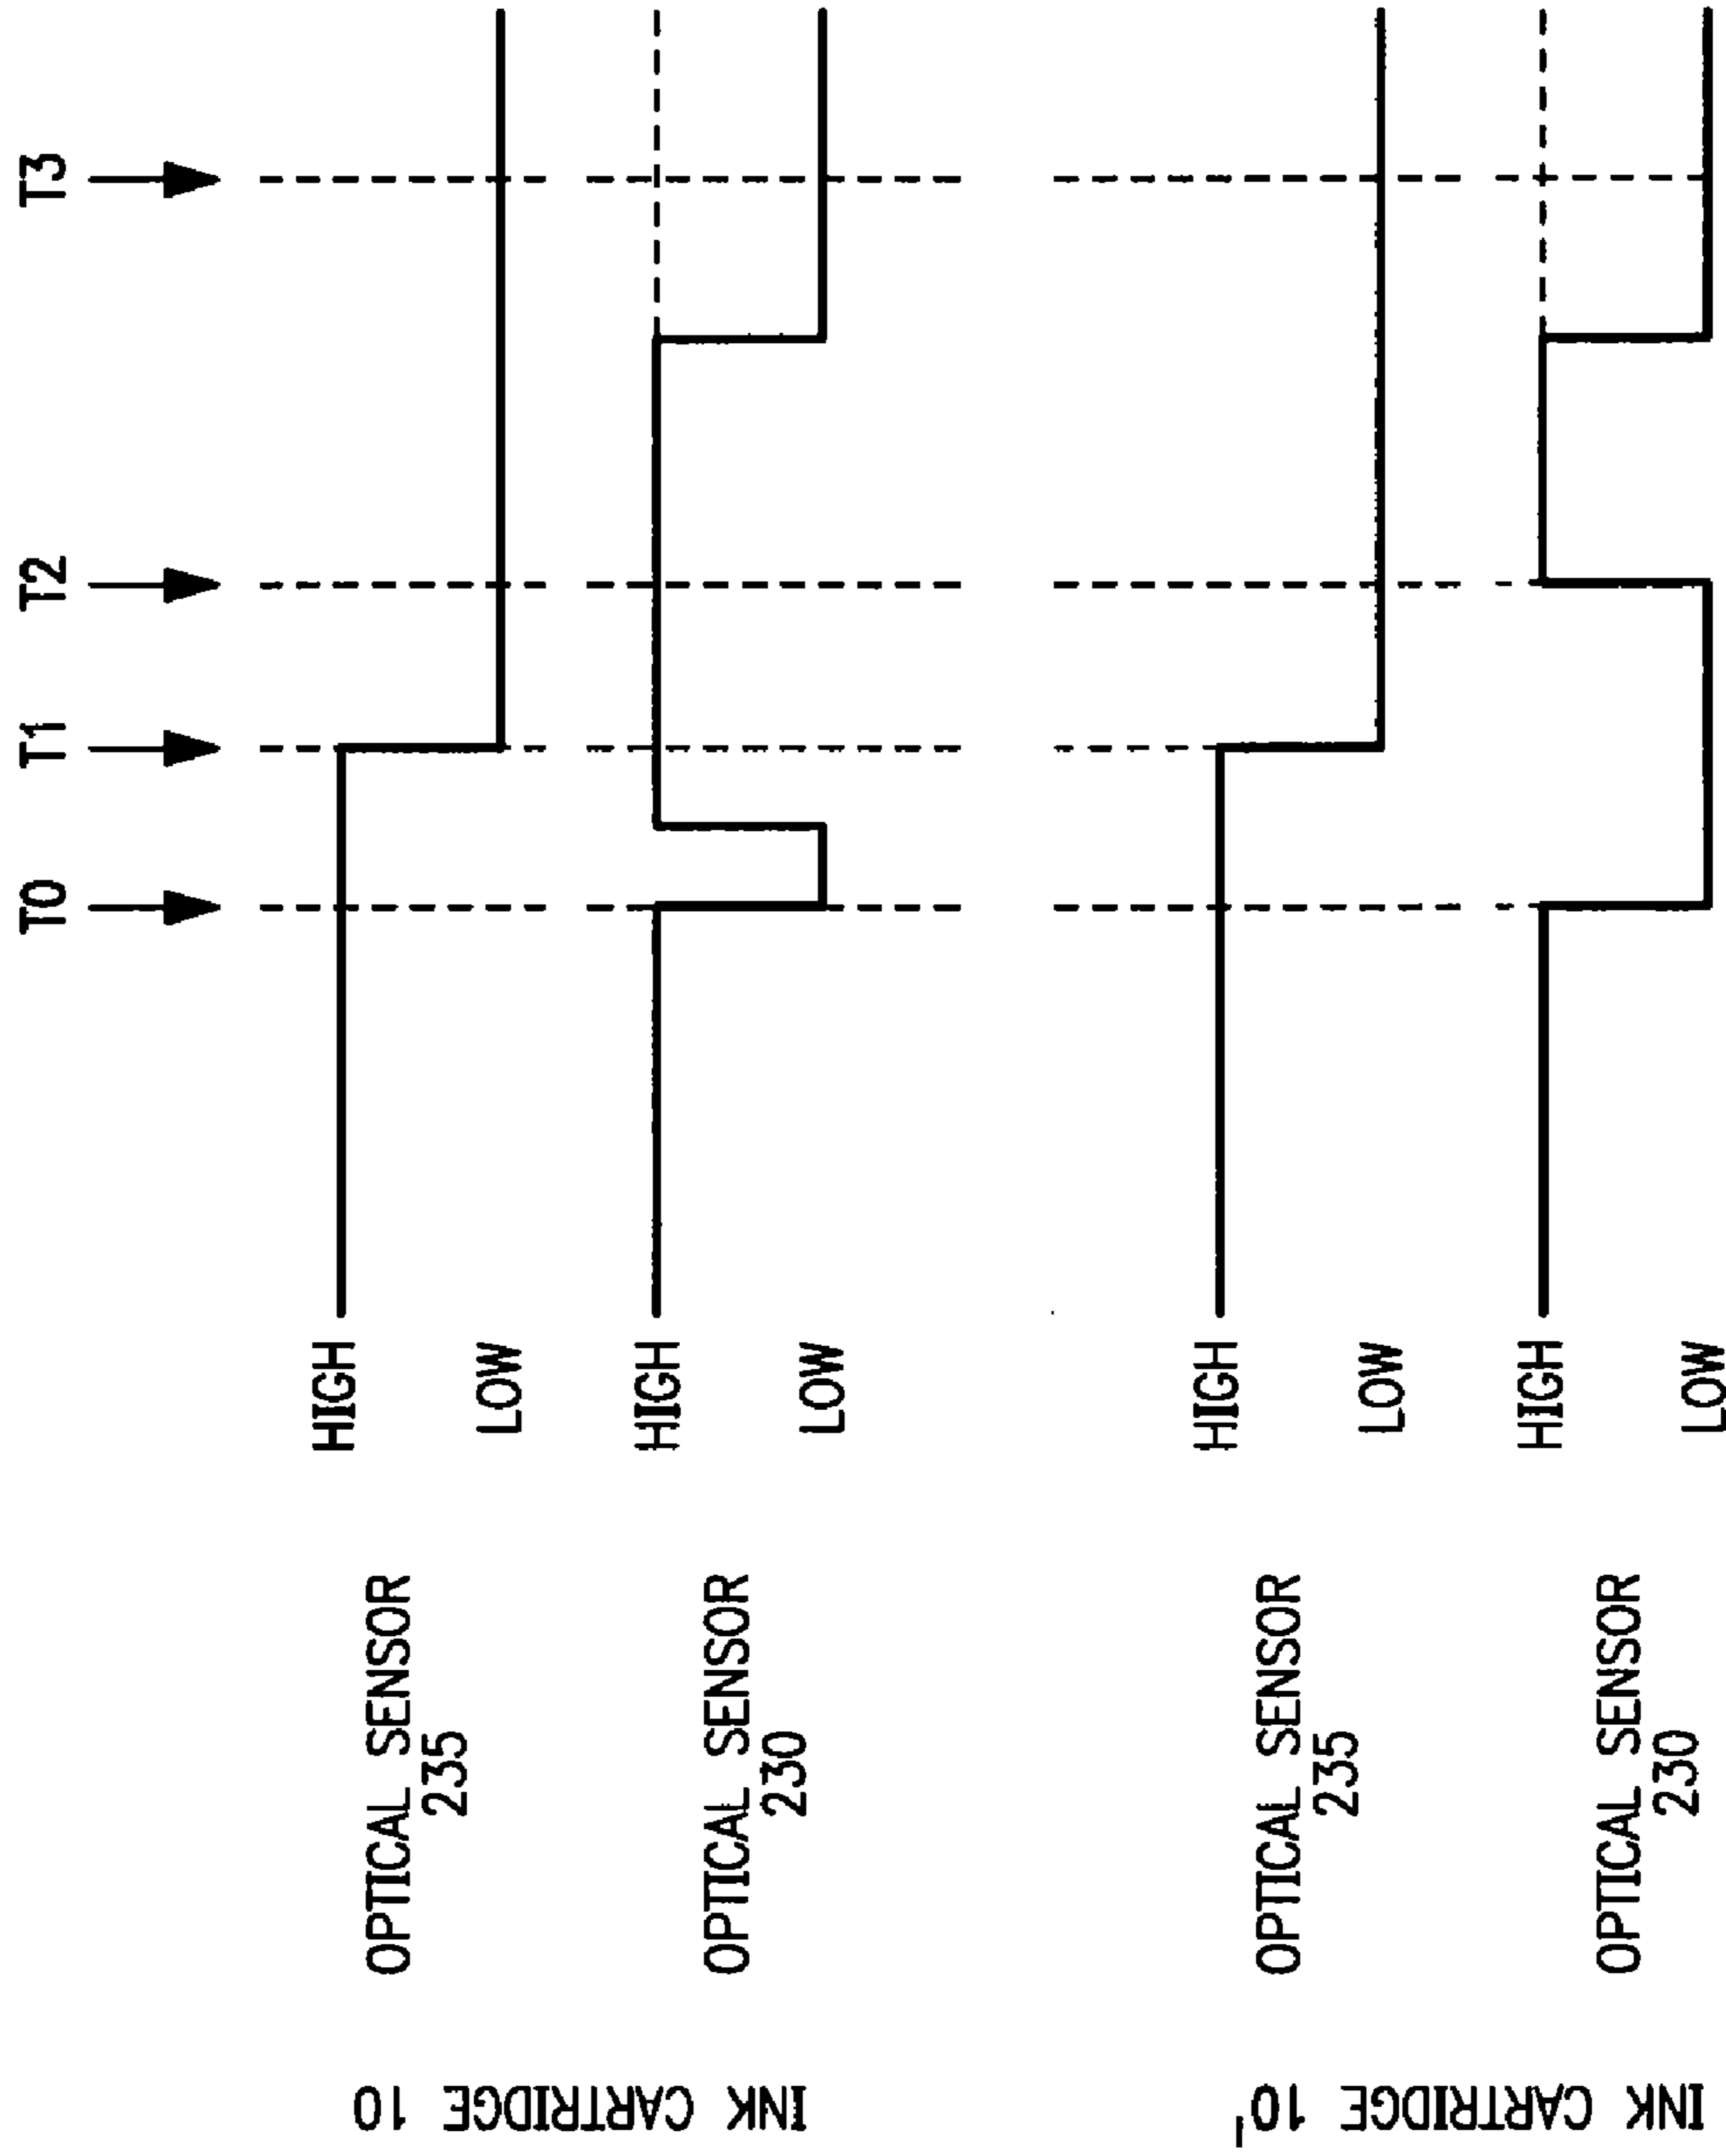 T0 T1 T2 T3
INK CARTRIDGE 10
OPTICAL SENSOR
235
HIGH
LOW
OPTICAL SENSOR
230
HIGH
LOW
INK CARTRIDGE 10'
OPTICAL SENSOR
235
HIGH
LOW
OPTICAL SENSOR
230
HIGH
LOW